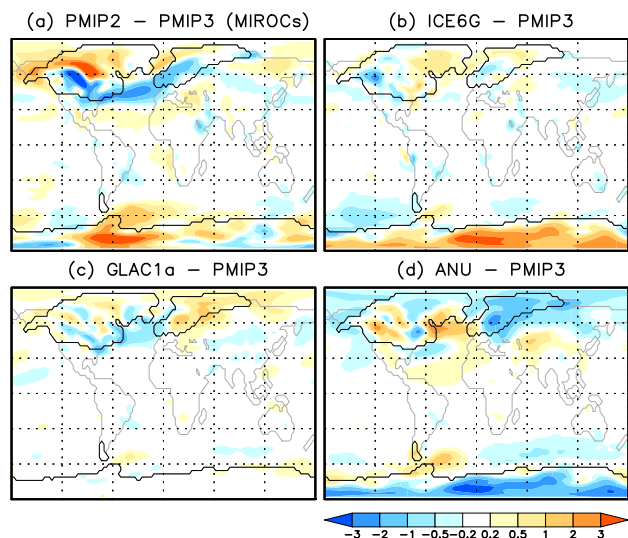 (a) PMIP2 − PMIP3 (MIROCs)
(b) ICE6G − PMIP3
(c) GLAC1a − PMIP3
(d) ANU − PMIP3
−3 −2 −1 −0.5−0.2 0.2 0.5 1 2 3